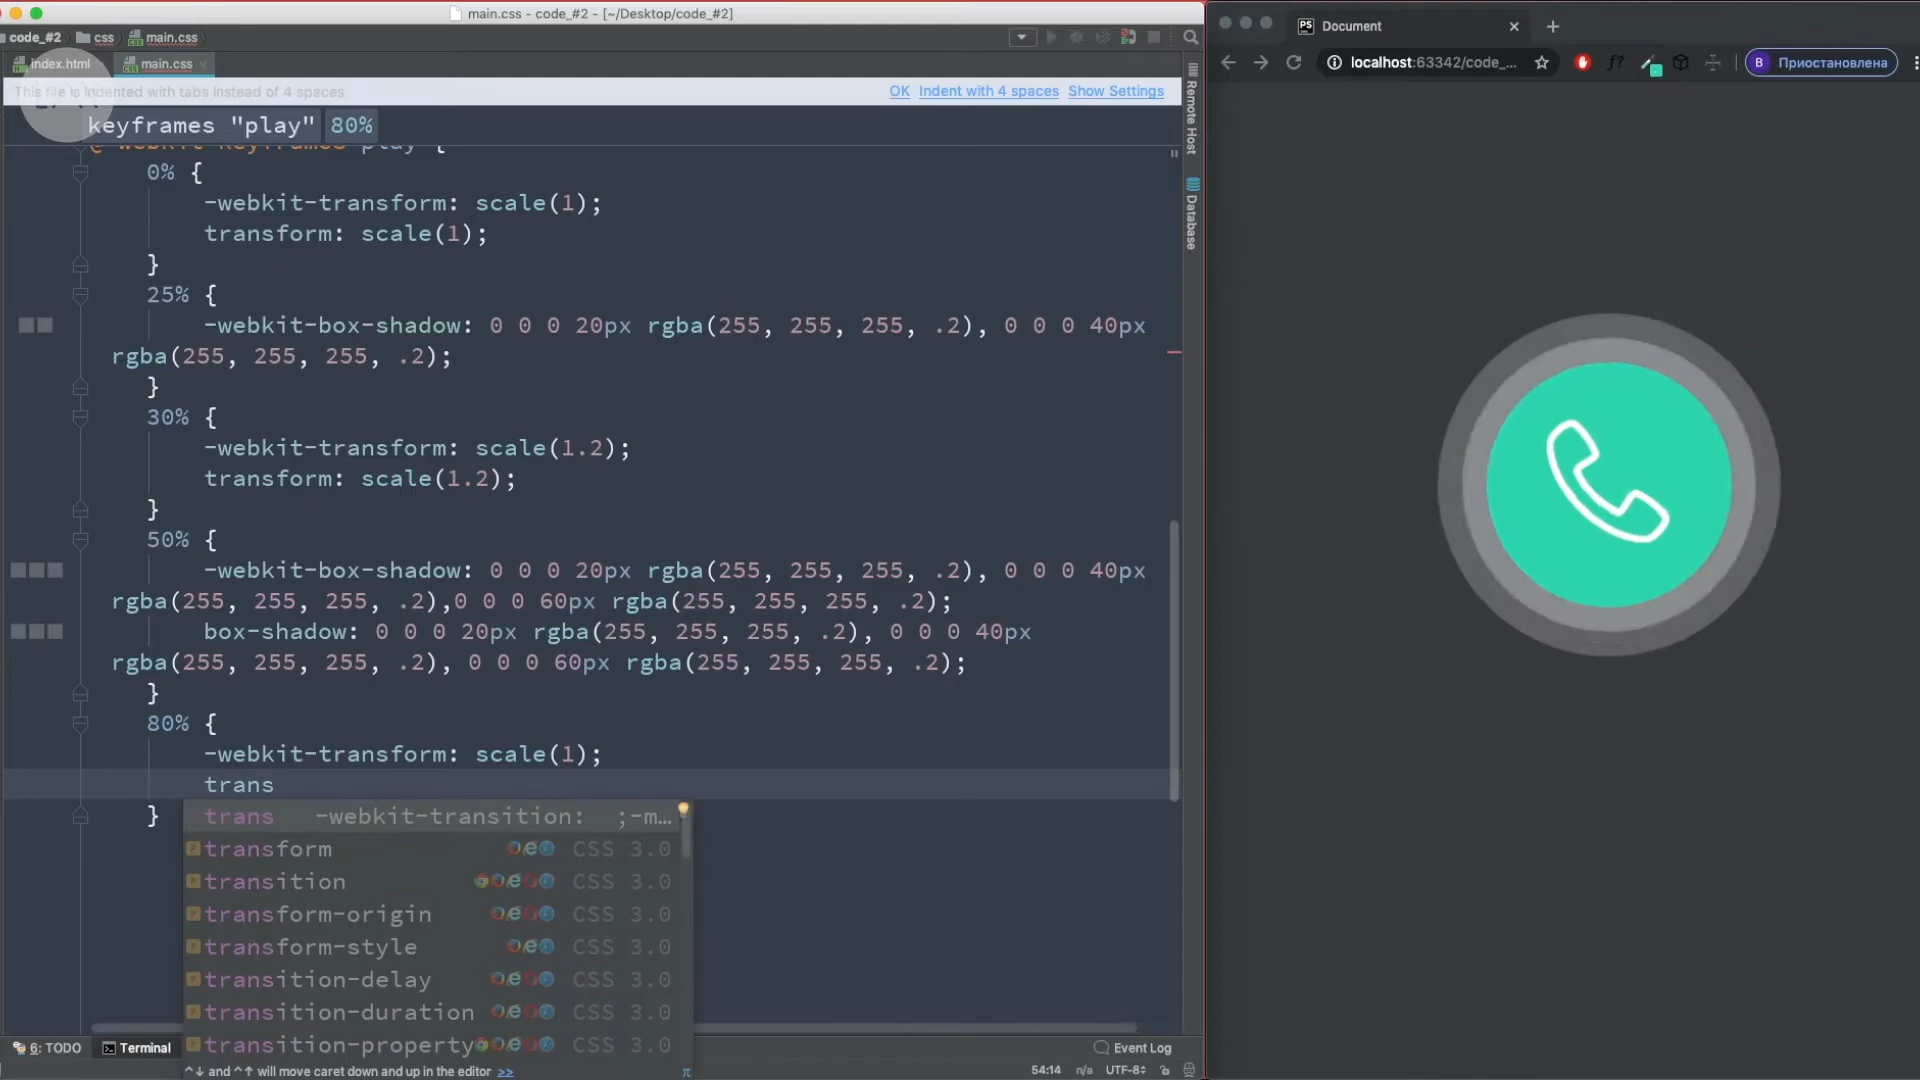 main.css - code_#2 - [~/Desktop/code_#2]
code_#2 css main.css
index.html main.css
This file is indented with tabs instead of 4 spaces OK Indent with 4 spaces Show Settings
keyframes "play" 80%
@-webkit-keyframes play {
0% {
-webkit-transform: scale(1);
transform: scale(1);
}
25% {
-webkit-box-shadow: 0 0 0 20px rgba(255, 255, 255, .2), 0 0 0 40px
rgba(255, 255, 255, .2);
}
30% {
-webkit-transform: scale(1.2);
transform: scale(1.2);
}
50% {
-webkit-box-shadow: 0 0 0 20px rgba(255, 255, 255, .2), 0 0 0 40px
rgba(255, 255, 255, .2),0 0 0 60px rgba(255, 255, 255, .2);
box-shadow: 0 0 0 20px rgba(255, 255, 255, .2), 0 0 0 40px
rgba(255, 255, 255, .2), 0 0 0 60px rgba(255, 255, 255, .2);
}
80% {
-webkit-transform: scale(1);
trans
}
trans -webkit-transition: ;-m…
transform CSS 3.0
transition CSS 3.0
transform-origin CSS 3.0
transform-style CSS 3.0
transition-delay CSS 3.0
transition-duration CSS 3.0
transition-property CSS 3.0
^↓ and ^↑ will move caret down and up in the editor >>
6: TODO Terminal
Event Log
54:14 n/a UTF-8
Remote Host
Database
PS Document
localhost:63342/code_...
f?
В Приостановлена